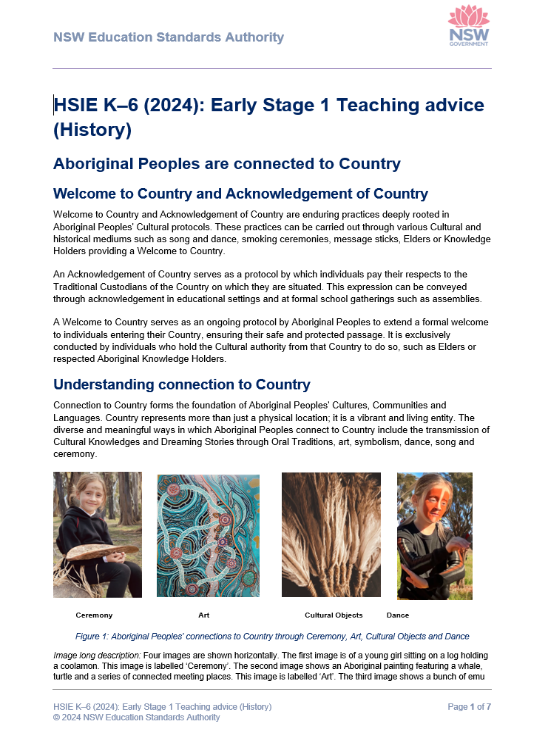 NSW Education Standards Authority
NSW
GOVERNMENT
HSIE K–6 (2024): Early Stage 1 Teaching advice
(History)
Aboriginal Peoples are connected to Country
Welcome to Country and Acknowledgement of Country
Welcome to Country and Acknowledgement of Country are enduring practices deeply rooted in
Aboriginal Peoples' Cultural protocols. These practices can be carried out through various Cultural and
historical mediums such as song and dance, smoking ceremonies, message sticks, Elders or Knowledge
Holders providing a Welcome to Country.
An Acknowledgement of Country serves as a protocol by which individuals pay their respects to the
Traditional Custodians of the Country on which they are situated. This expression can be conveyed
through acknowledgement in educational settings and at formal school gatherings such as assemblies.
A Welcome to Country serves as an ongoing protocol by Aboriginal Peoples to extend a formal welcome
to individuals entering their Country, ensuring their safe and protected passage. It is exclusively
conducted by individuals who hold the Cultural authority from that Country to do so, such as Elders or
respected Aboriginal Knowledge Holders.
Understanding connection to Country
Connection to Country forms the foundation of Aboriginal Peoples' Cultures, Communities and
Languages. Country represents more than just a physical location; it is a vibrant and living entity. The
diverse and meaningful ways in which Aboriginal Peoples connect to Country include the transmission of
Cultural Knowledges and Dreaming Stories through Oral Traditions, art, symbolism, dance, song and
ceremony.
Ceremony Art Cultural Objects Dance
Figure 1: Aboriginal Peoples' connections to Country through Ceremony, Art, Cultural Objects and Dance
Image long description: Four images are shown horizontally. The first image is of a young girl sitting on a log holding
a coolamon. This image is labelled 'Ceremony'. The second image shows an Aboriginal painting featuring a whale,
turtle and a series of connected meeting places. This image is labelled 'Art'. The third image shows a bunch of emu
HSIE K–6 (2024): Early Stage 1 Teaching advice (History) Page 1 of 7
© 2024 NSW Education Standards Authority